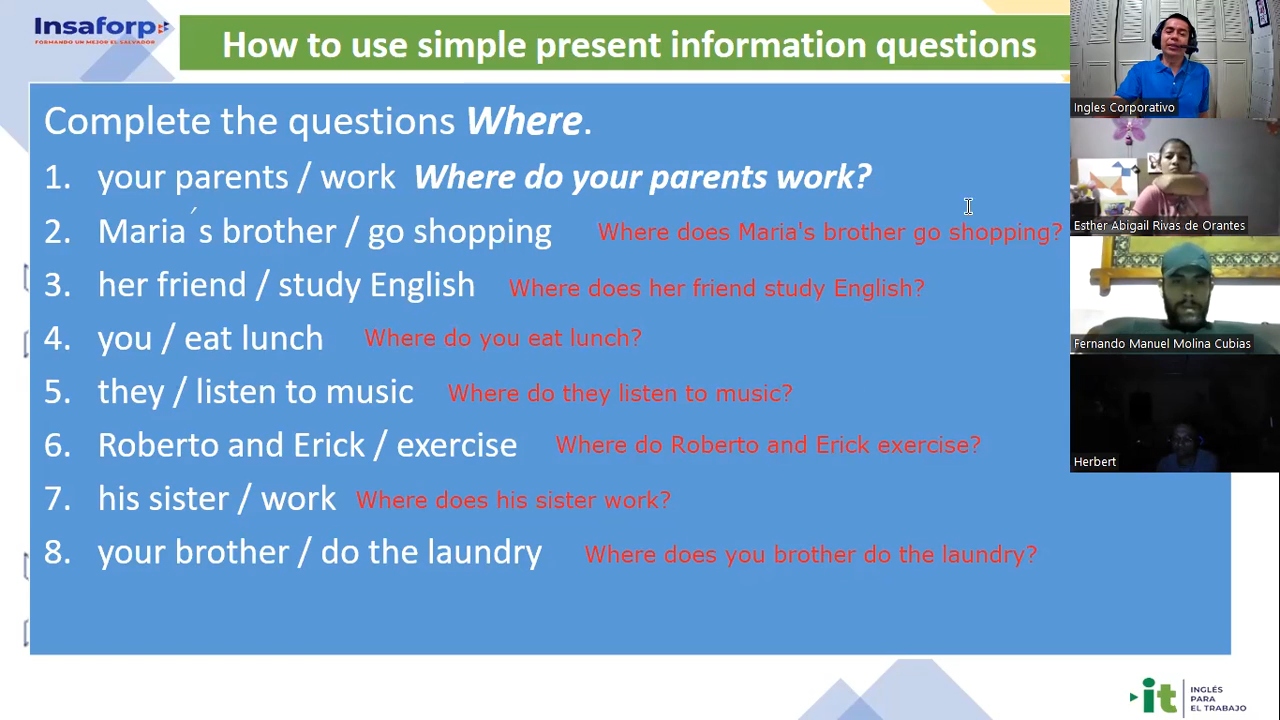 Insaforp
FORMANDO UN MEJOR EL SALVADOR
How to use simple present information questions
Complete the questions Where.
1. your parents / work Where do your parents work?
2. Maria´s brother / go shopping Where does Maria's brother go shopping?
3. her friend / study English Where does her friend study English?
4. you / eat lunch Where do you eat lunch?
5. they / listen to music Where do they listen to music?
6. Roberto and Erick / exercise Where do Roberto and Erick exercise?
7. his sister / work Where does his sister work?
8. your brother / do the laundry Where does you brother do the laundry?
Ingles Corporativo
Esther Abigail Rivas de Orantes
Fernando Manuel Molina Cubias
Herbert
it
INGLÉS
PARA
EL TRABAJO